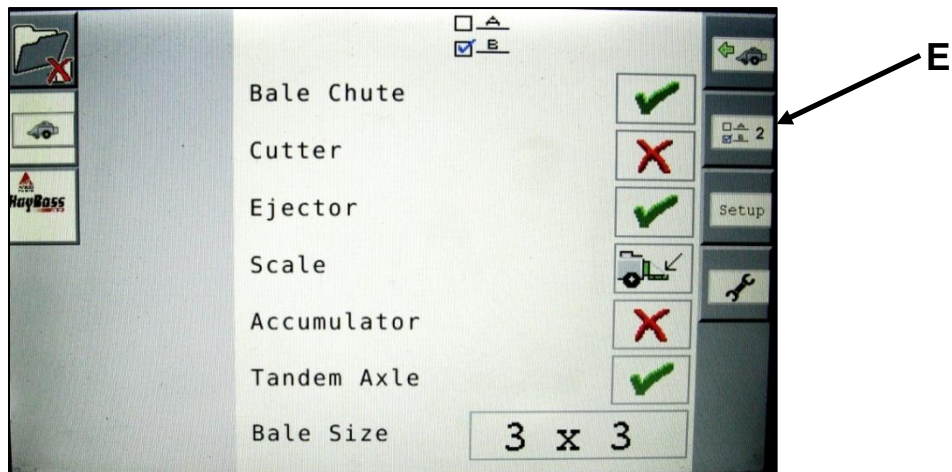 A
B
Bale Chute
Cutter
Ejector
Scale
Accumulator
Tandem Axle
Bale Size
3 x 3
HayBoss
A
B
2
Setup
E